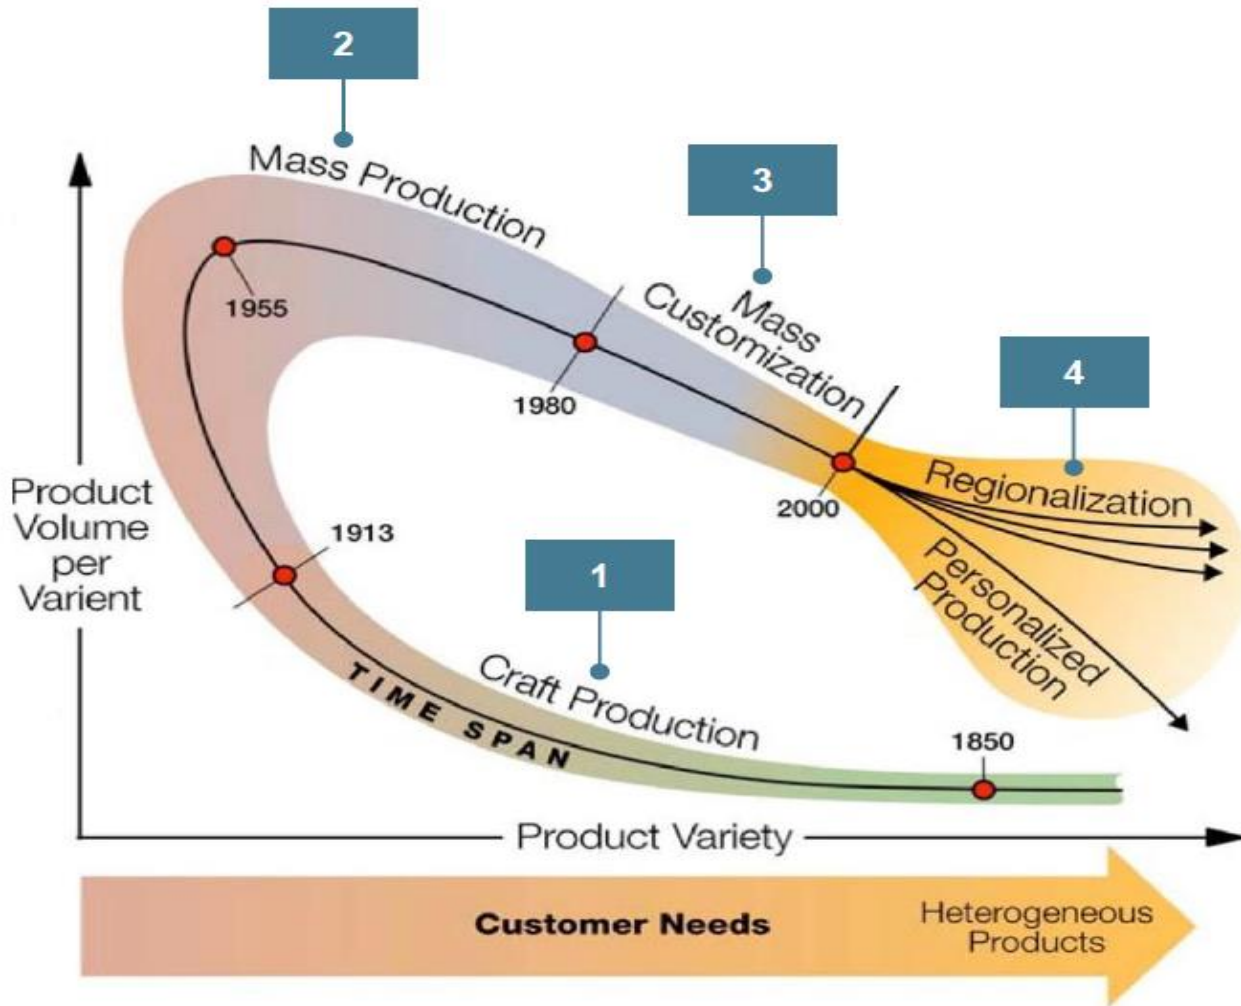 2
Mass Production
3
Mass
Customization
4
1955
1980
Regionalization
2000
Product
Volume
per
Varient
1913
1
Personalized
Production
Craft Production
TIME SPAN
1850
Product Variety
Customer Needs
Heterogeneous
Products